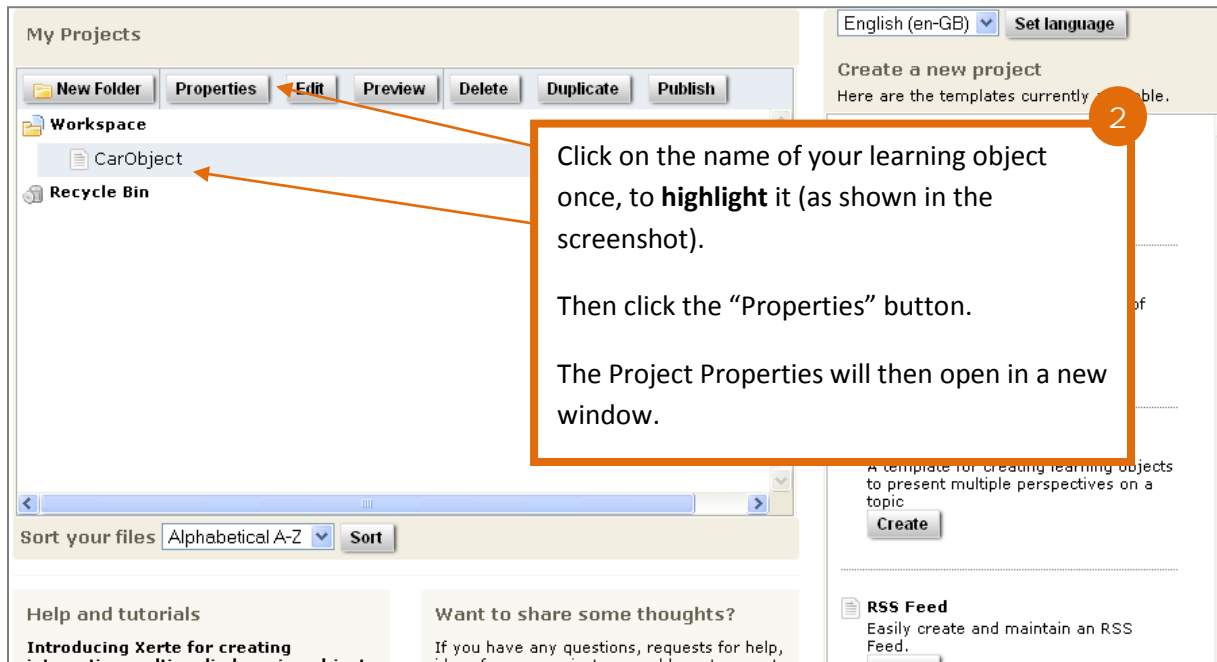 My Projects
New Folder Properties Edit Preview Delete Duplicate Publish
Workspace
CarObject
Recycle Bin
Sort your files Alphabetical A-Z Sort
English (en-GB) Set language
Create a new project
Here are the templates currently
2
Click on the name of your learning object
once, to highlight it (as shown in the
screenshot).
Then click the “Properties” button.
The Project Properties will then open in a new
window.
of
A template for creating learning objects
to present multiple perspectives on a
topic
Create
RSS Feed
Easily create and maintain an RSS
Feed.
Help and tutorials
Introducing Xerte for creating
Want to share some thoughts?
If you have any questions, requests for help,